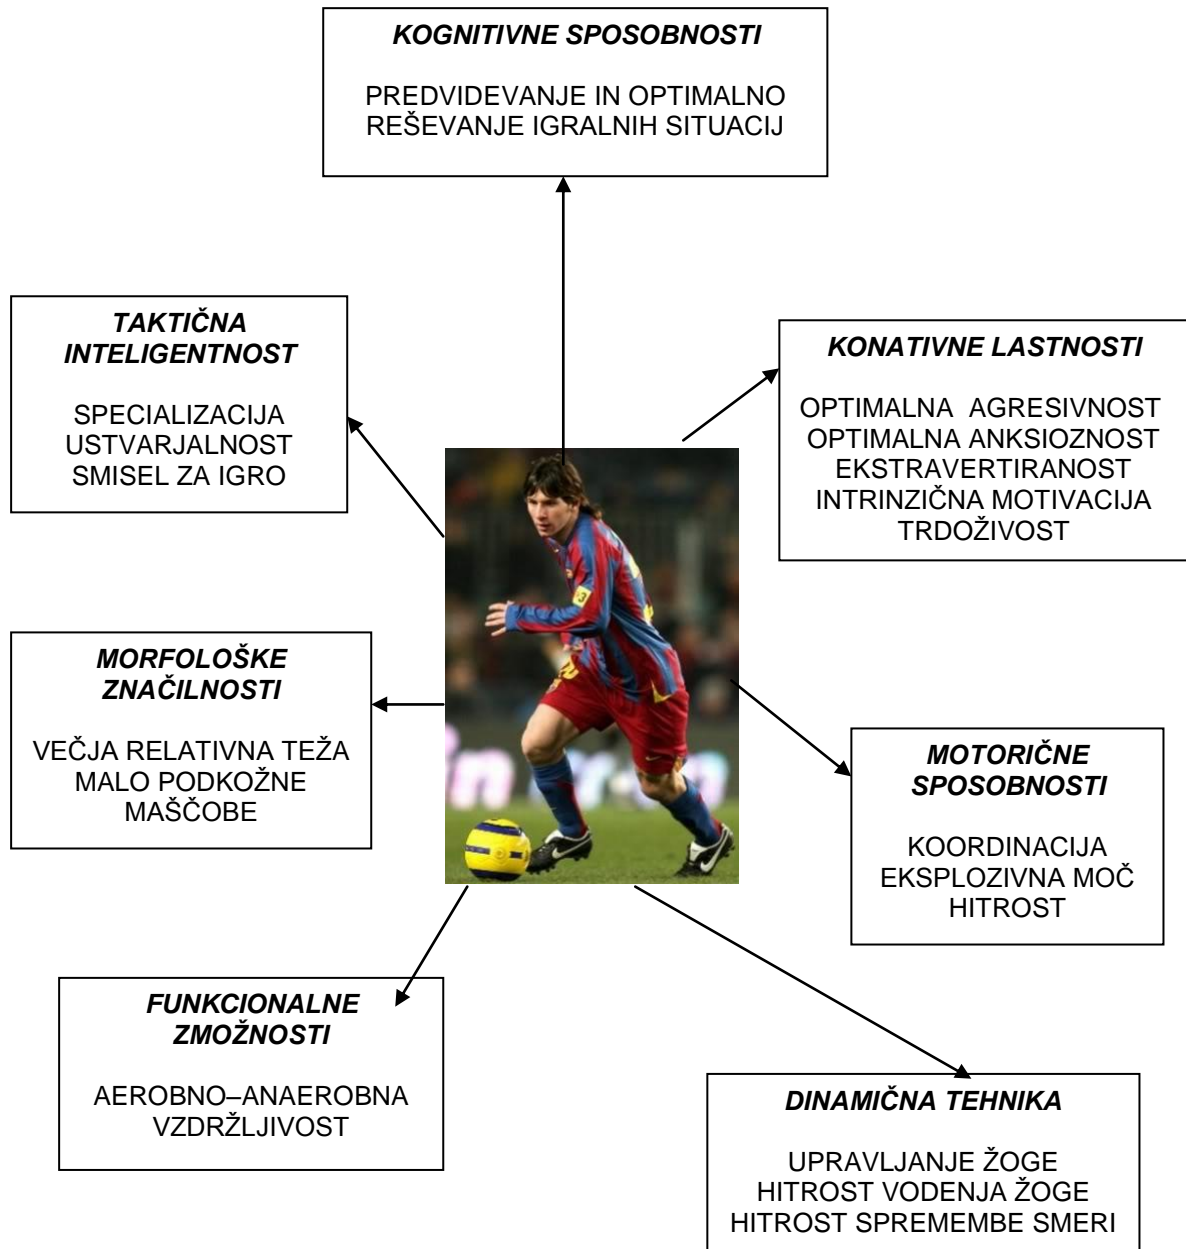 KOGNITIVNE SPOSOBNOSTI
PREDVIDEVANJE IN OPTIMALNO
REŠEVANJE IGRALNIH SITUACIJ
TAKTIČNA
INTELIGENTNOST
SPECIALIZACIJA
USTVARJALNOST
SMISEL ZA IGRO
KONATIVNE LASTNOSTI
OPTIMALNA AGRESIVNOST
OPTIMALNA ANKSIOZNOST
EKSTRAVERTIRANOST
INTRINZIČNA MOTIVACIJA
TRDOŽIVOST
MORFOLOŠKE
ZNAČILNOSTI
VEČJA RELATIVNA TEŽA
MALO PODKOŽNE
MAŠČOBE
MOTORIČNE
SPOSOBNOSTI
KOORDINACIJA
EKSPLOZIVNA MOČ
HITROST
FUNKCIONALNE
ZMOŽNOSTI
AEROBNO–ANAEROBNA
VZDRŽLJIVOST
DINAMIČNA TEHNIKA
UPRAVLJANJE ŽOGE
HITROST VODENJA ŽOGE
HITROST SPREMEMBE SMERI